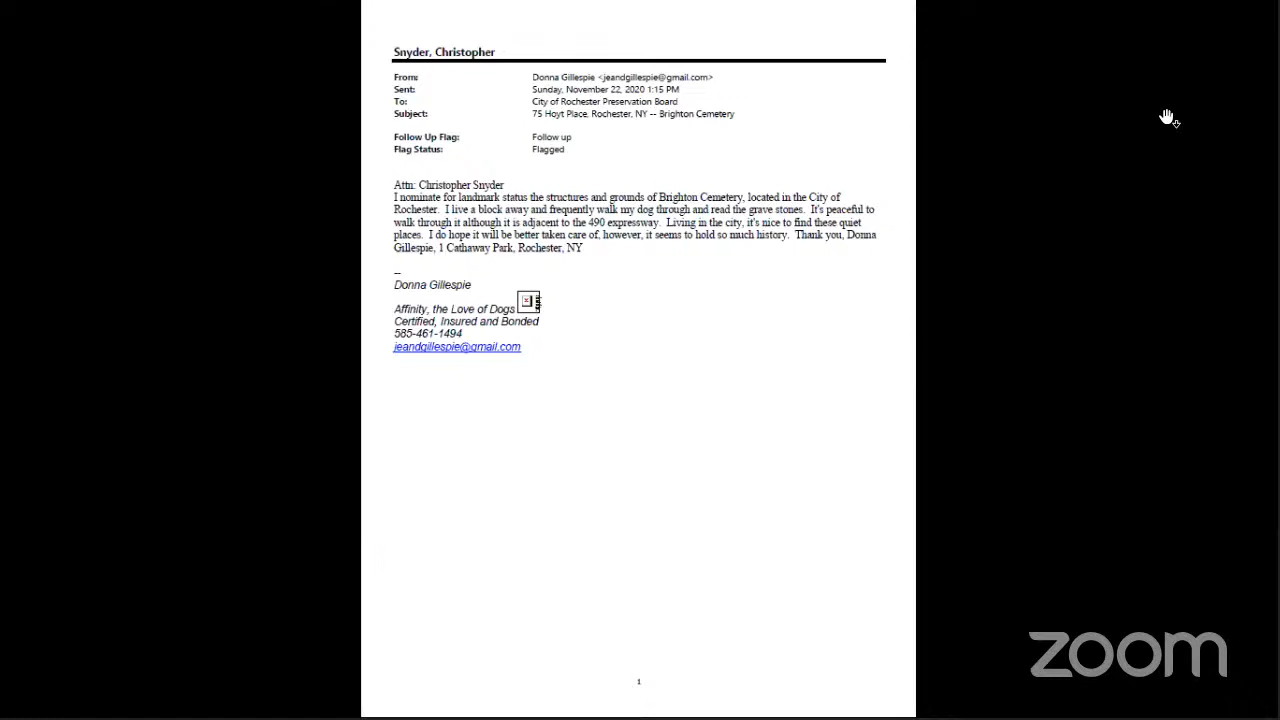 Snyder, Christopher
From: Donna Gillespie <jeandgillespie@gmail.com>
Sent: Sunday, November 22, 2020 1:15 PM
To: City of Rochester Preservation Board
Subject: 75 Hoyt Place, Rochester, NY -- Brighton Cemetery
Follow Up Flag: Follow up
Flag Status: Flagged
Attn: Christopher Snyder
I nominate for landmark status the structures and grounds of Brighton Cemetery, located in the City of
Rochester. I live a block away and frequently walk my dog through and read the grave stones. It's peaceful to
walk through it although it is adjacent to the 490 expressway. Living in the city, it's nice to find these quiet
places. I do hope it will be better taken care of, however, it seems to hold so much history. Thank you, Donna
Gillespie, 1 Cathaway Park, Rochester, NY
--
Donna Gillespie
Affinity, the Love of Dogs
Certified, Insured and Bonded
585-461-1494
jeandgillespie@gmail.com
1
zoom